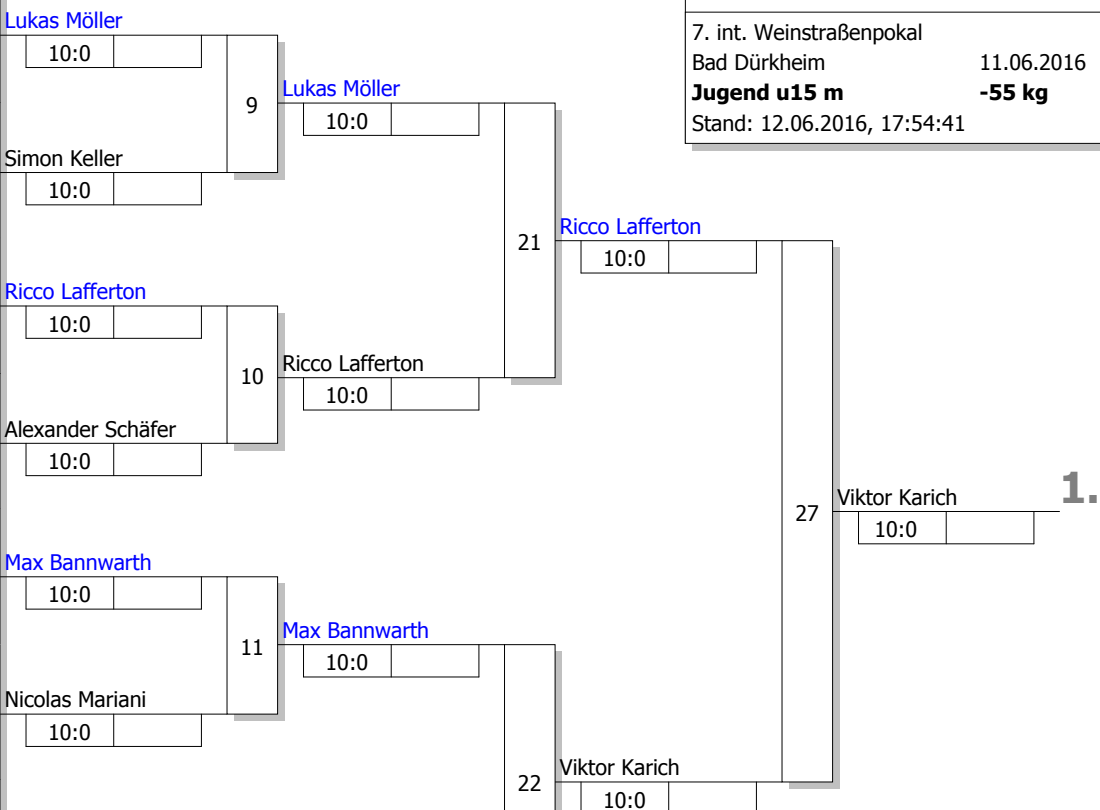 7. int. Weinstraßenpokal
Bad Dürkheim 11.06.2016
Jugend u15 m -55 kg
Stand: 12.06.2016, 17:54:41
Lukas Möller
10:0
9
Simon Keller
10:0
Lukas Möller
10:0
Ricco Lafferton
10:0
10
Alexander Schäfer
10:0
Ricco Lafferton
10:0
21
Ricco Lafferton
10:0
Max Bannwarth
10:0
11
Nicolas Mariani
10:0
Max Bannwarth
10:0
22
Viktor Karich
10:0
27
Viktor Karich
10:0
1.